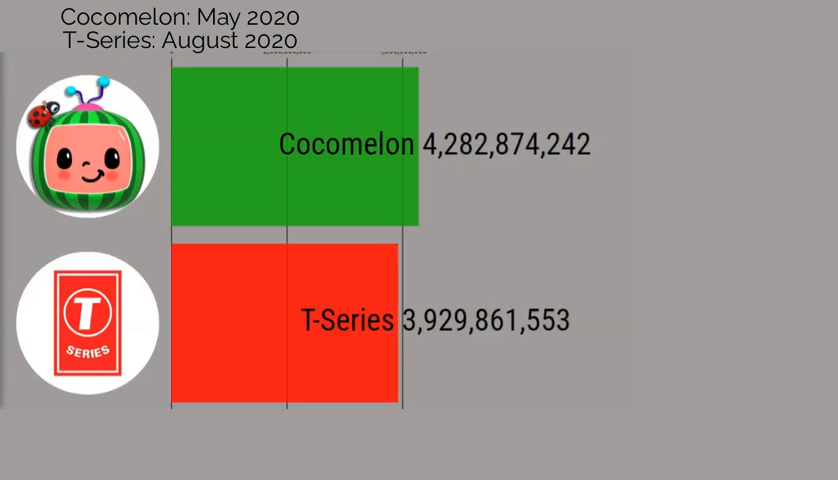 Cocomelon: May 2020
T-Series: August 2020
Cocomelon 4,282,874,242
T-Series 3,929,861,553
T
SERIES